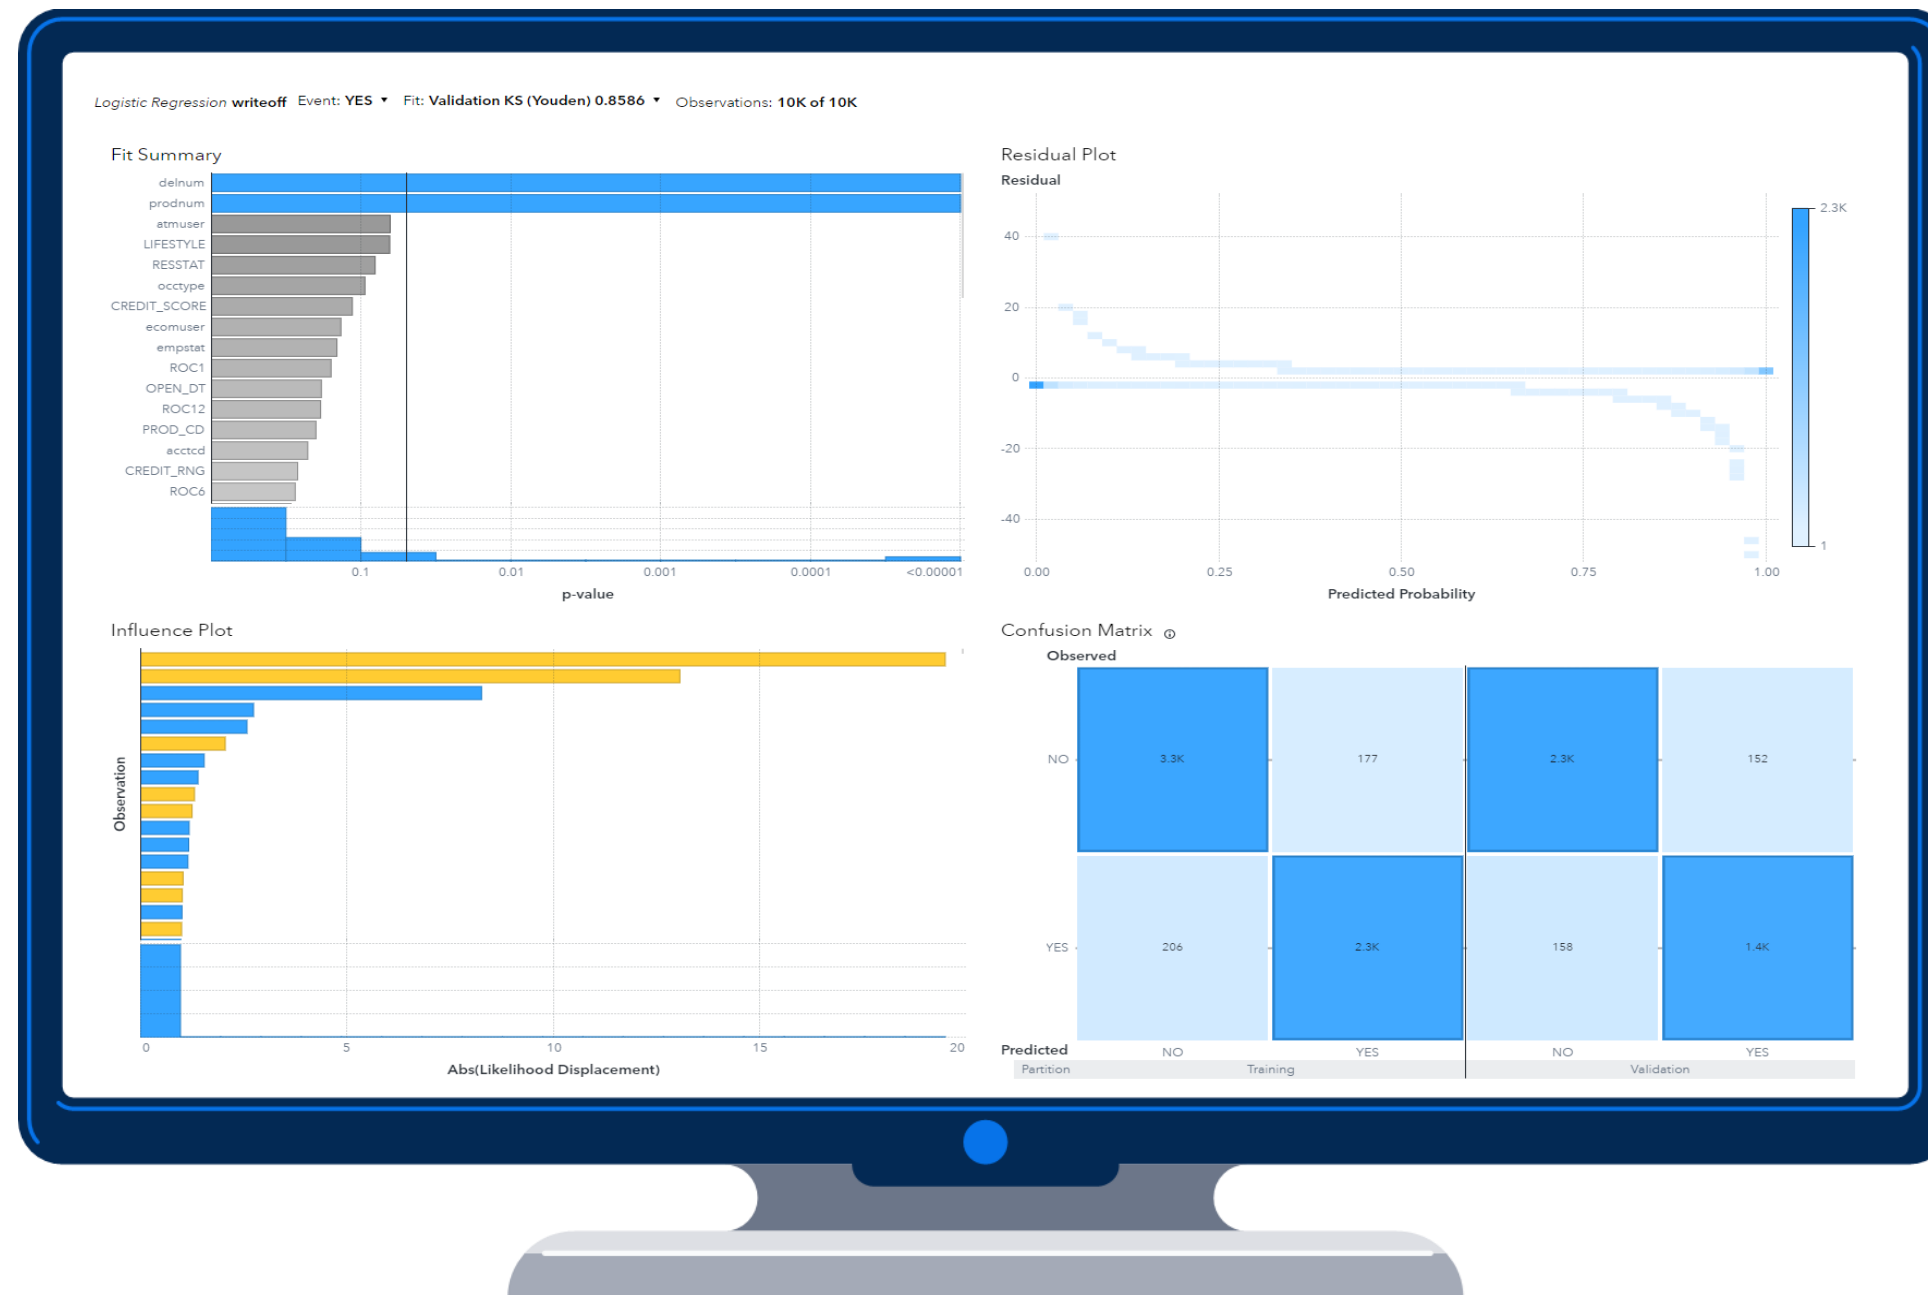 Logistic Regression writeoff Event: YES ▼ Fit: Validation KS (Youden) 0.8586 ▼ Observations: 10K of 10K
Fit Summary
delnum
prodnum
atmuser
LIFESTYLE
RESSTAT
occtype
CREDIT_SCORE
ecomuser
empstat
ROC1
OPEN_DT
ROC12
PROD_CD
acctcd
CREDIT_RNG
ROC6
0.1 0.01 0.001 0.0001 <0.00001
p-value
Residual Plot
Residual
40
20
0
-20
-40
0.00 0.25 0.50 0.75 1.00
Predicted Probability
2.3K
1
Influence Plot
Observation
0 5 10 15 20
Abs(Likelihood Displacement)
Confusion Matrix
Observed
NO 3.3K 177 2.3K 152
YES 206 2.3K 158 1.4K
Predicted NO YES NO YES
Partition Training Validation